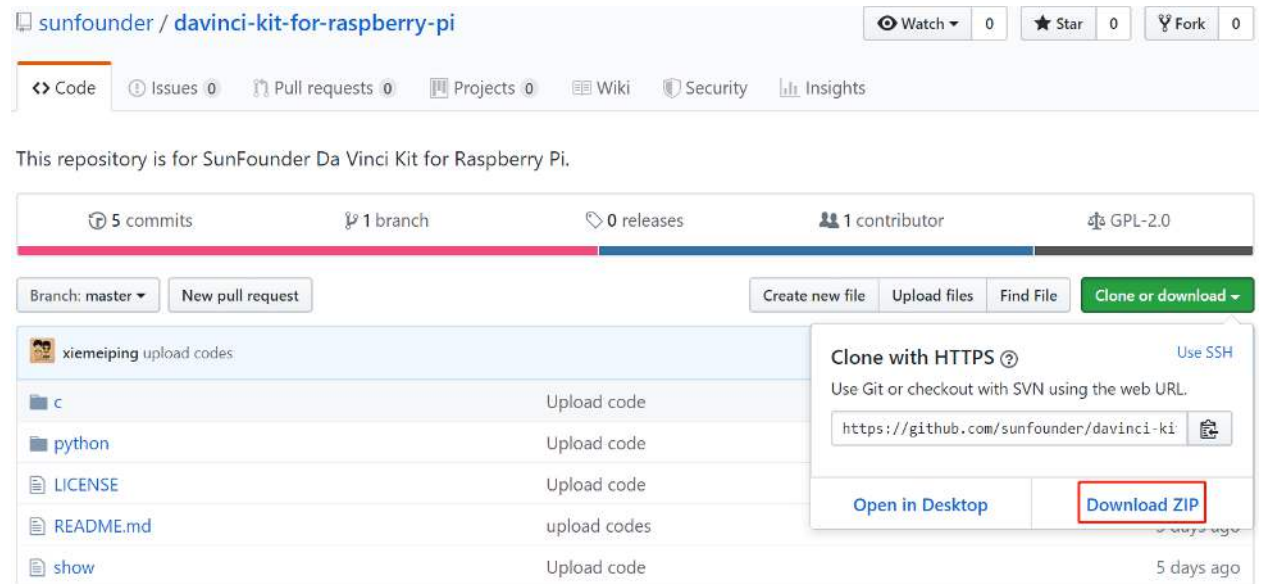 sunfounder / davinci-kit-for-raspberry-pi
Watch 0 Star 0 Fork 0
Code Issues 0 Pull requests 0 Projects 0 Wiki Security Insights
This repository is for SunFounder Da Vinci Kit for Raspberry Pi.
5 commits 1 branch 0 releases 1 contributor GPL-2.0
Branch: master New pull request Create new file Upload files Find File Clone or download
xiemeiping upload codes
Clone with HTTPS Use SSH
Use Git or checkout with SVN using the web URL.
https://github.com/sunfounder/davinci-ki
Open in Desktop Download ZIP
c Upload code
python Upload code
LICENSE Upload code
README.md upload codes 5 days ago
show Upload code 5 days ago